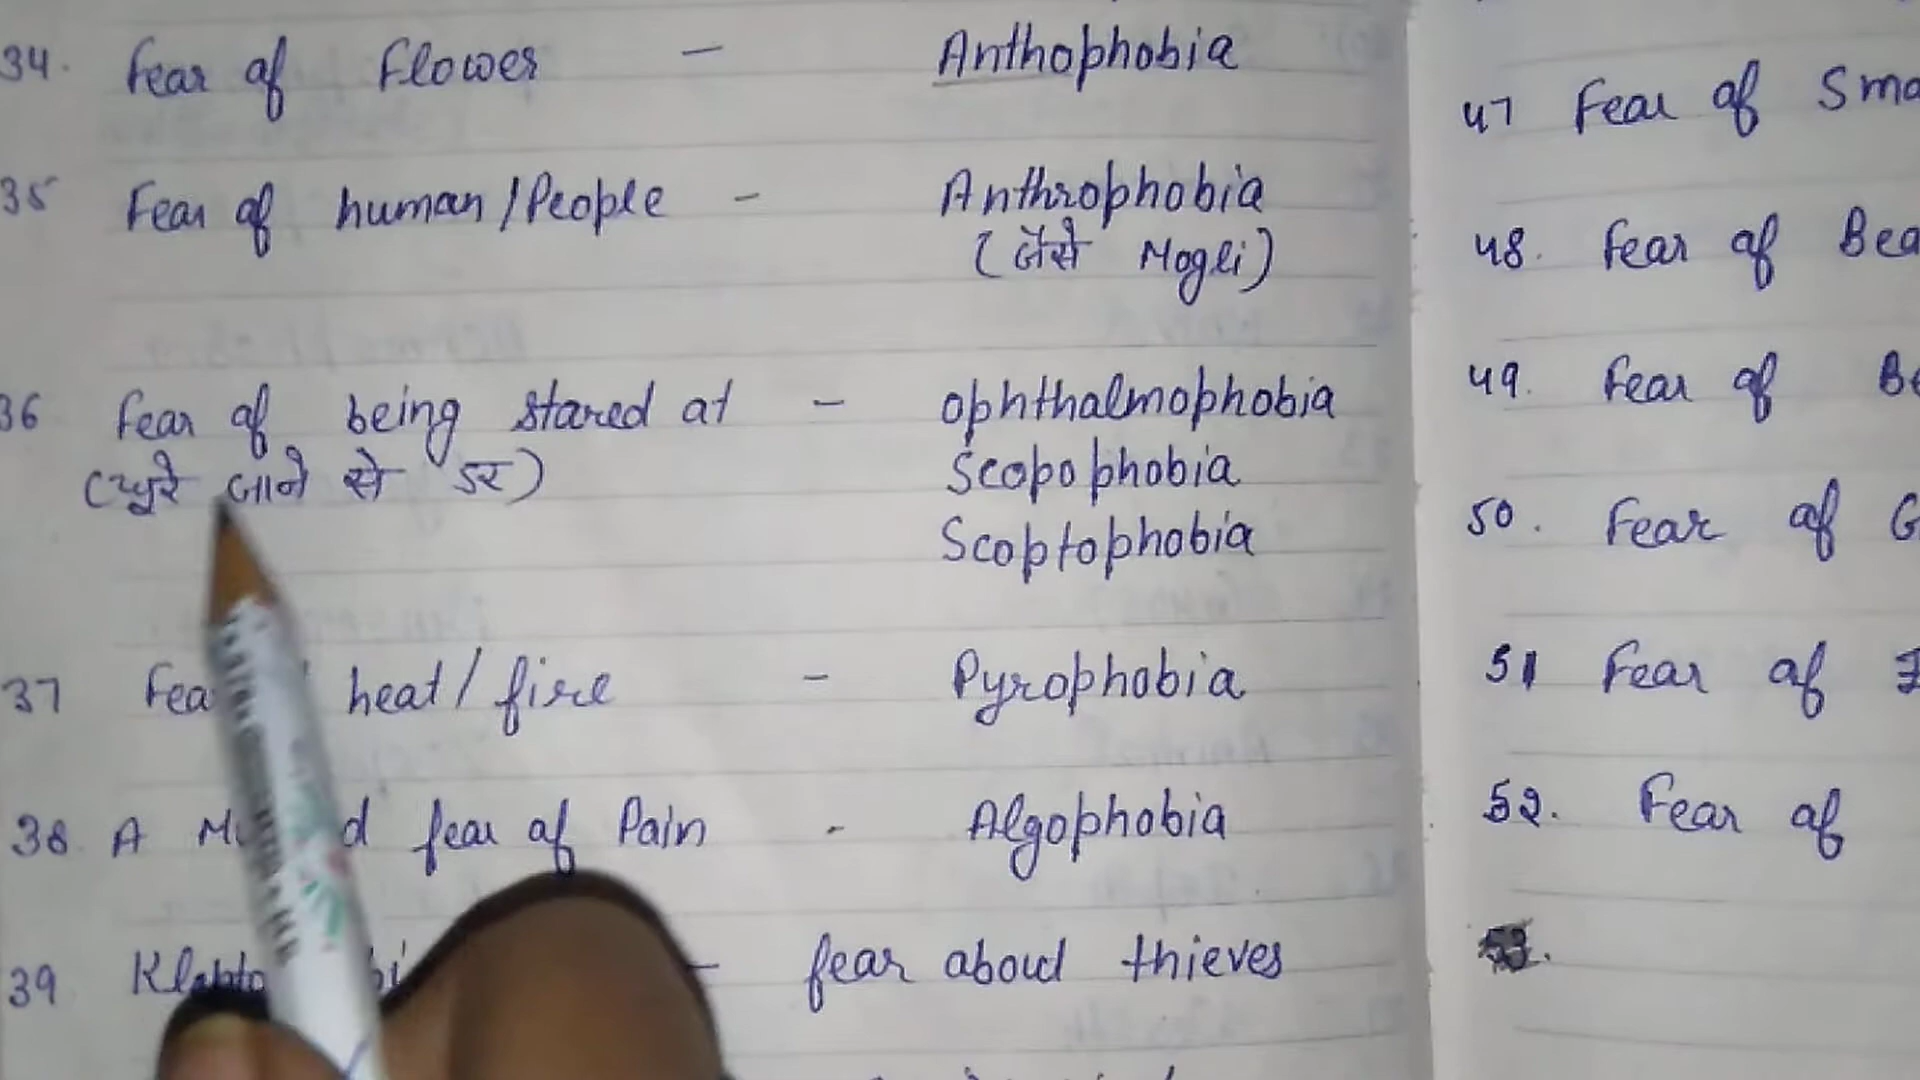 34. Fear of Flower - Anthophobia
35 Fear of human/People - Anthrophobia
(जैसे Mogli)
36 Fear of being stared at - Ophthalmophobia
(घूरे जाने से डर) Scopophobia
Scoptophobia
37 heat/fire - Pyrophobia
38 A fear of Pain - Algophobia
39 - fear about thieves
47 Fear of
48. Fear of
49. Fear of
50. Fear of
51 Fear of
52. Fear of
53.